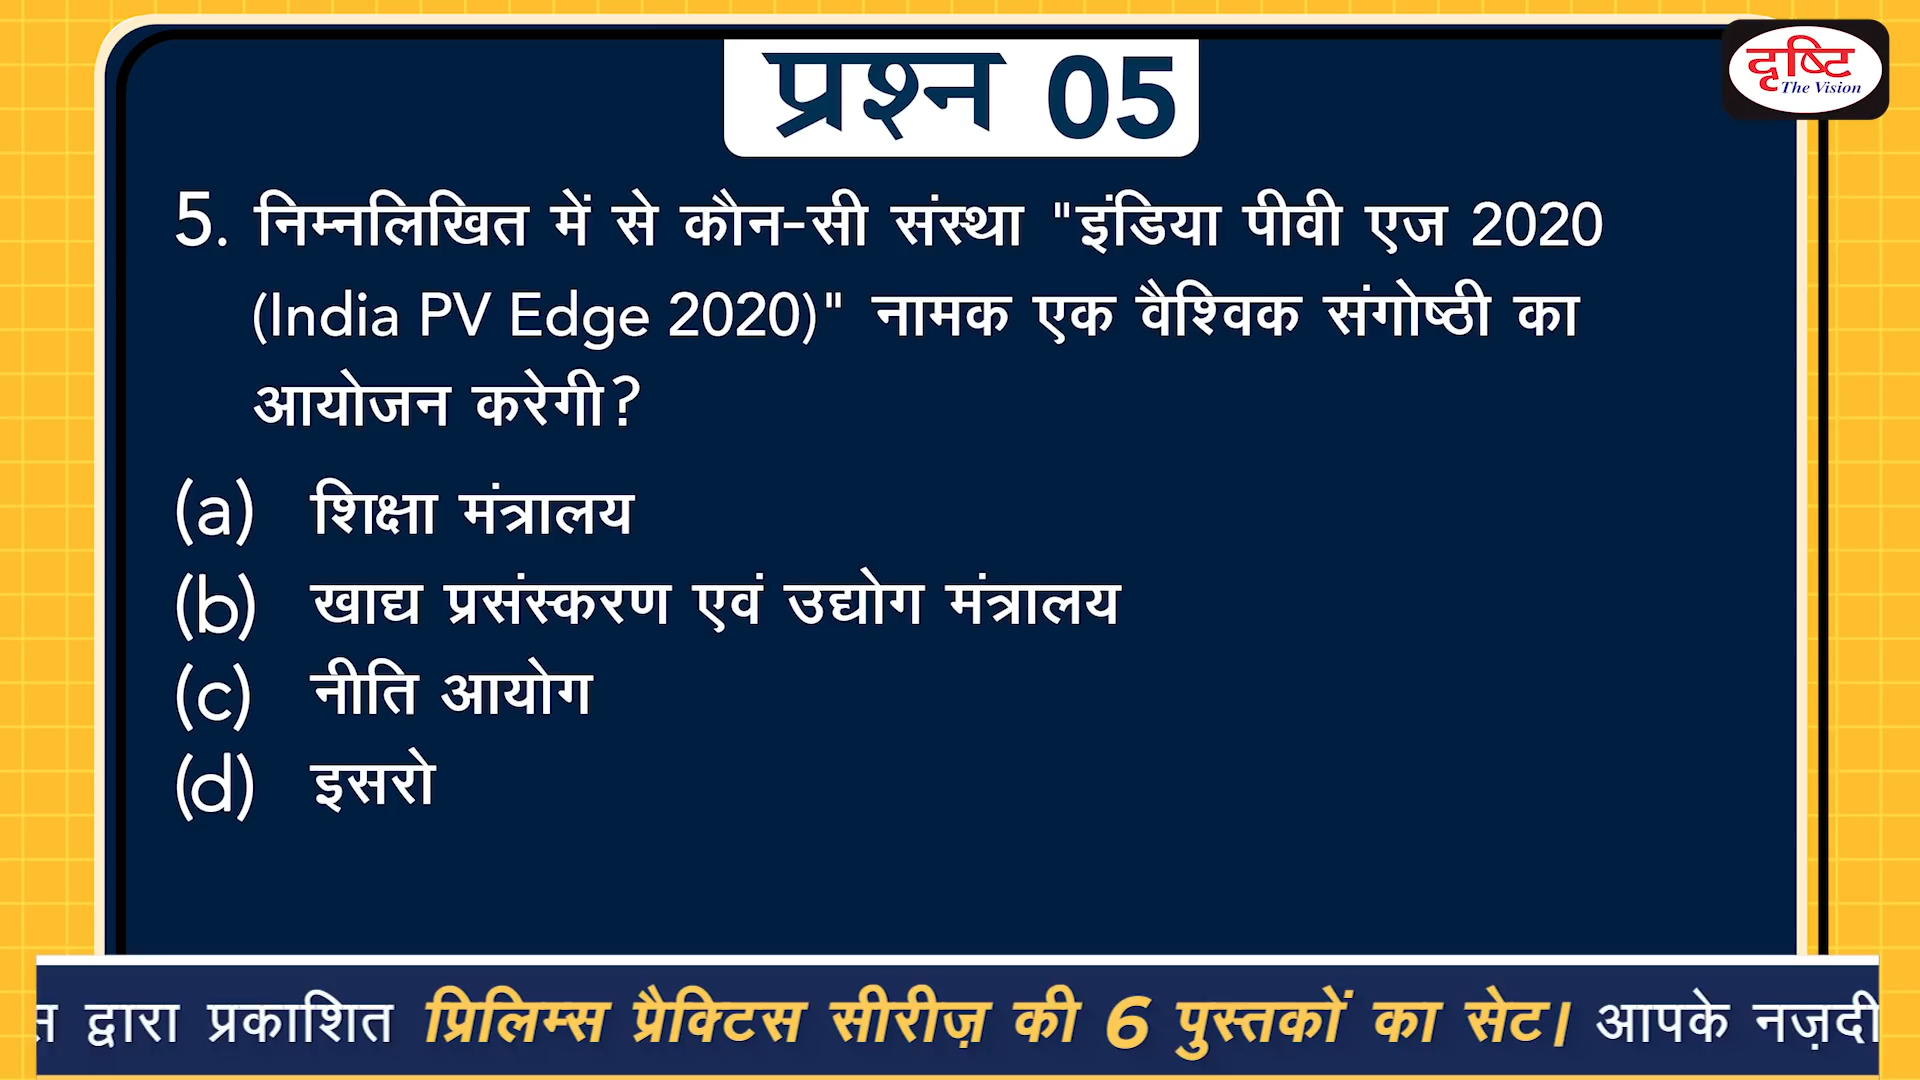 दृष्टि
The Vision
प्रश्न 05
5. निम्नलिखित में से कौन-सी संस्था "इंडिया पीवी एज 2020
(India PV Edge 2020)" नामक एक वैश्विक संगोष्ठी का
आयोजन करेगी?
(a) शिक्षा मंत्रालय
(b) खाद्य प्रसंस्करण एवं उद्योग मंत्रालय
(c) नीति आयोग
(d) इसरो
द्वारा प्रकाशित प्रिलिम्स प्रैक्टिस सीरीज़ की 6 पुस्तकों का सेट। आपके नज़दी